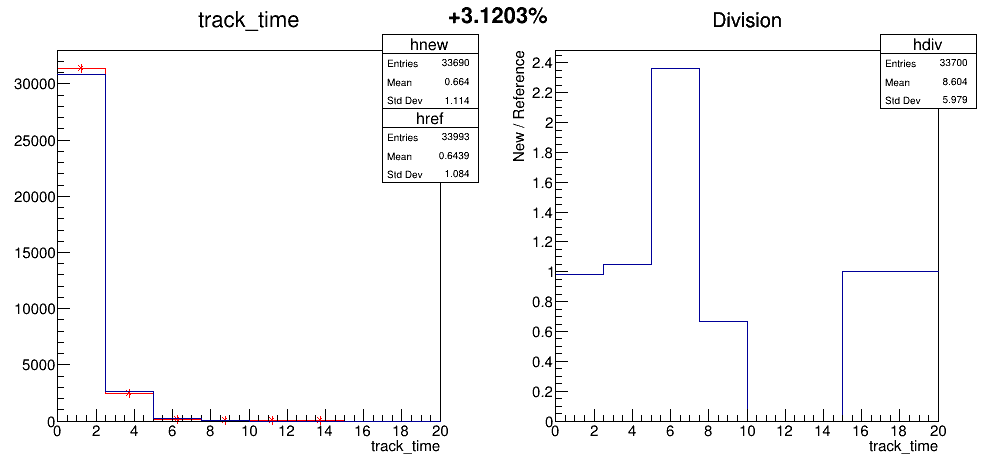 +3.1203%
track_time
hnew
Entries 33690
Mean 0.664
Std Dev 1.114
href
Entries 33993
Mean 0.6439
Std Dev 1.084
30000
25000
20000
15000
10000
5000
0
0 2 4 6 8 10 12 14 16 18 20
track_time
Division
hdiv
Entries 33700
Mean 8.604
Std Dev 5.979
New / Reference
2.4
2.2
2
1.8
1.6
1.4
1.2
1
0.8
0.6
0.4
0.2
0
0 2 4 6 8 10 12 14 16 18 20
track_time